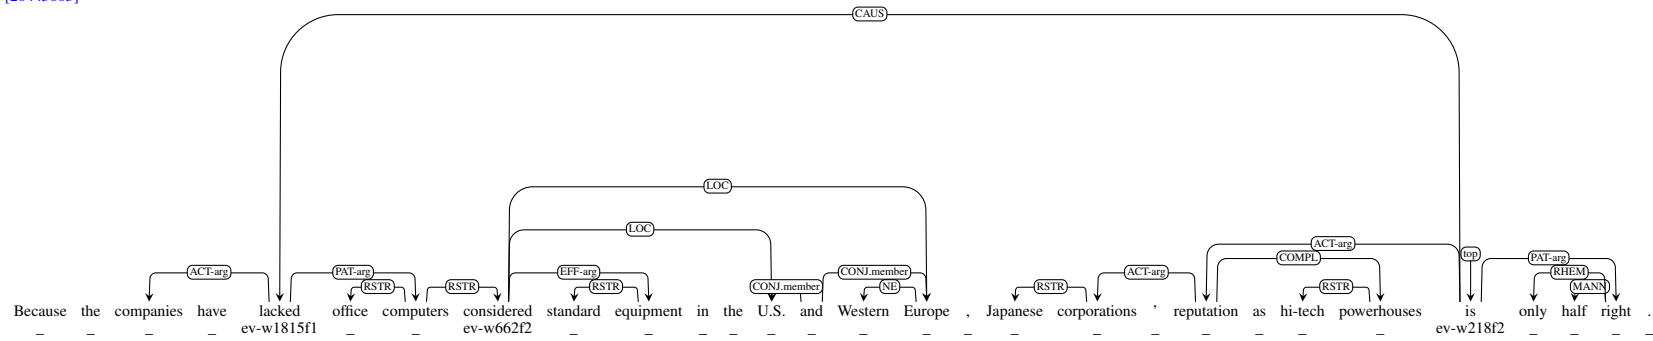 CAUS
LOC
LOC
ACT-arg
top
COMPL
ACT-arg PAT-arg EFF-arg CONJ.member ACT-arg PAT-arg
RHEM
RSTR RSTR RSTR CONJ.member NE RSTR RSTR MANN
Because the companies have lacked office computers considered standard equipment in the U.S. and Western Europe , Japanese corporations ' reputation as hi-tech powerhouses is only half right .
_ _ _ _ ev-w1815f1 _ _ ev-w662f2 _ _ _ _ _ _ _ _ _ _ _ _ _ _ _ _ ev-w218f2 _ _ _ _